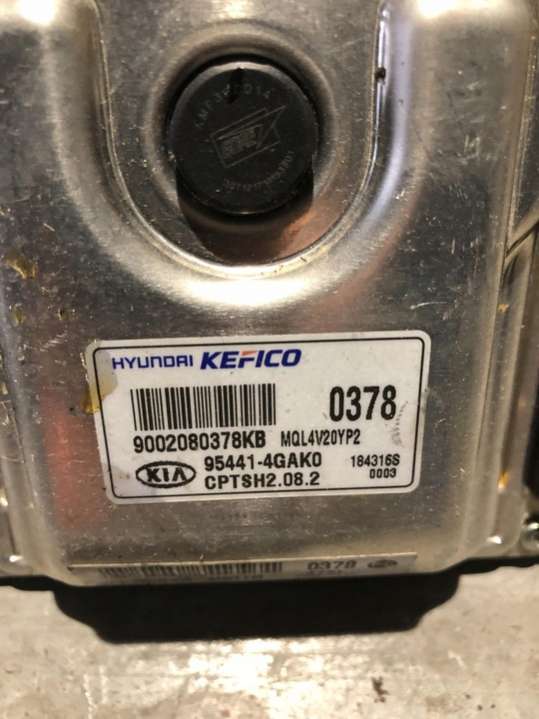 HYUNDAI KEFICO
0378
9002080378KB MQL4V20YP2
KIA 95441-4GAK0 184316S
CPTSH2.08.2 0003
0378